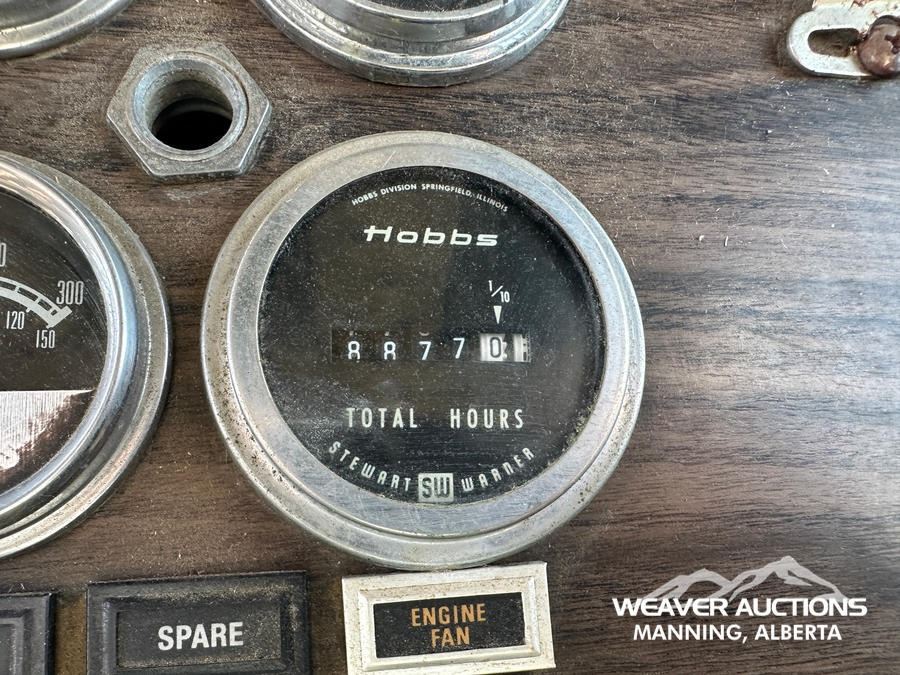 HOBBS DIVISION SPRINGFIELD, ILLINOIS
Hobbs
1/10
8 8 7 7 0
TOTAL HOURS
STEWART SW WARNER
300
120
150
SPARE
ENGINE
FAN
WEAVER AUCTIONS
MANNING, ALBERTA